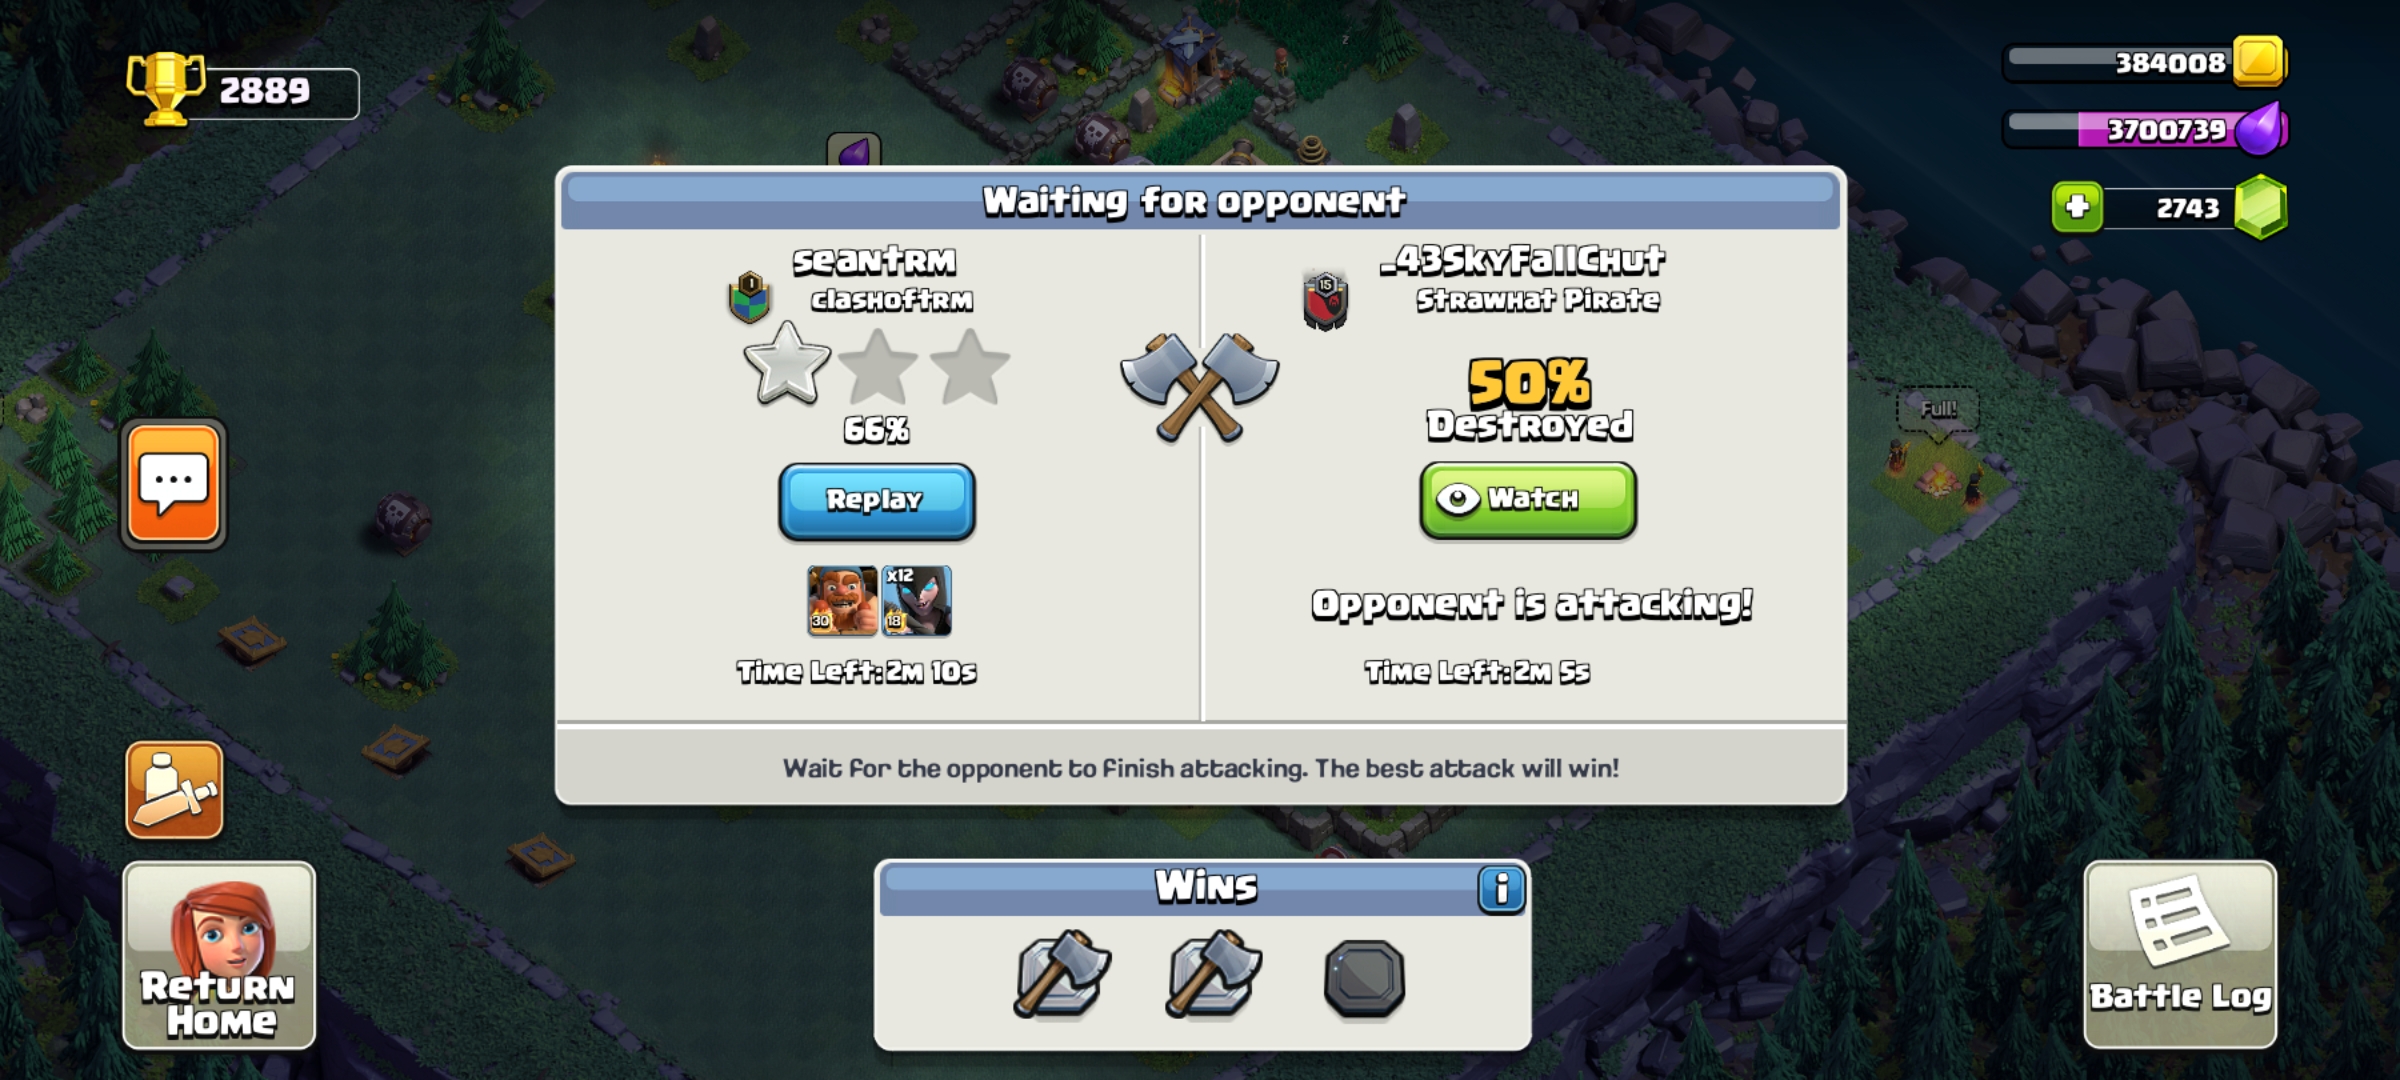 2889
384008
3700739
2743
Waiting for opponent
seantrm
1
clashoftrm
66%
Replay
30
x12
18
Time Left:2m 10s
_43SkyFallChut
15
Strawhat Pirate
50%
Destroyed
Watch
Opponent is attacking!
Time Left:2m 5s
Wait for the opponent to finish attacking. The best attack will win!
Full!
z
Wins
i
Return
Home
Battle Log